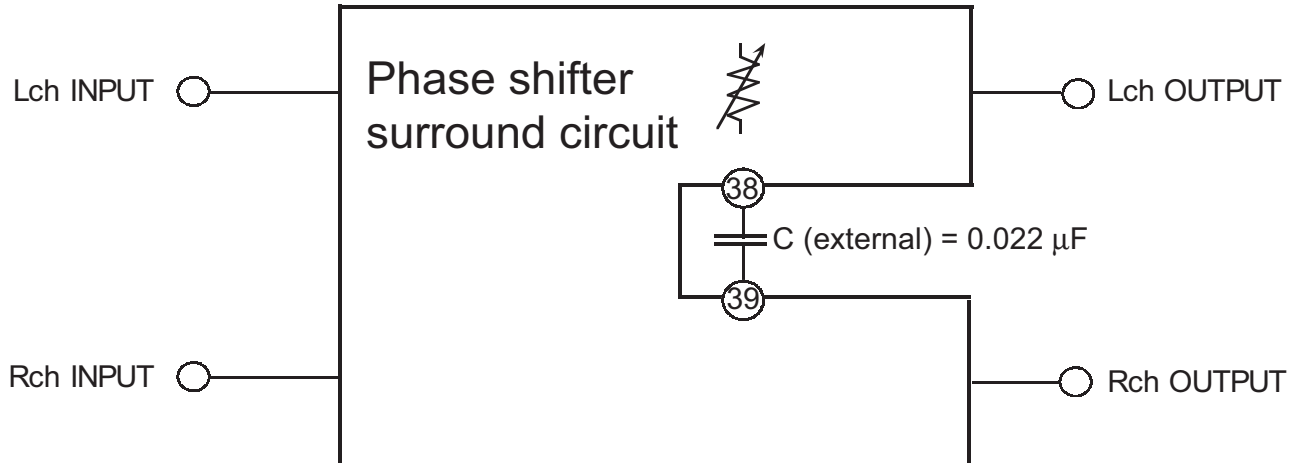 Phase shifter
surround circuit
Lch INPUT
Lch OUTPUT
38
C (external) = 0.022 μF
39
Rch INPUT
Rch OUTPUT